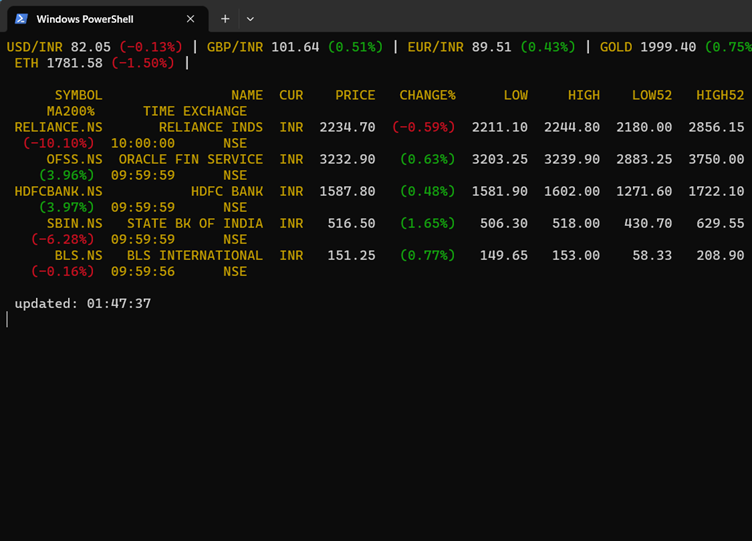 Windows PowerShell
USD/INR 82.05 (-0.13%) | GBP/INR 101.64 (0.51%) | EUR/INR 89.51 (0.43%) | GOLD 1999.40 (0.75%
ETH 1781.58 (-1.50%) |
SYMBOL NAME CUR PRICE CHANGE% LOW HIGH LOW52 HIGH52
MA200% TIME EXCHANGE
RELIANCE.NS RELIANCE INDS INR 2234.70 (-0.59%) 2211.10 2244.80 2180.00 2856.15
(-10.10%) 10:00:00 NSE
OFSS.NS ORACLE FIN SERVICE INR 3232.90 (0.63%) 3203.25 3239.90 2883.25 3750.00
(3.96%) 09:59:59 NSE
HDFCBANK.NS HDFC BANK INR 1587.80 (0.48%) 1581.90 1602.00 1271.60 1722.10
(3.97%) 09:59:59 NSE
SBIN.NS STATE BK OF INDIA INR 516.50 (1.65%) 506.30 518.00 430.70 629.55
(-6.28%) 09:59:59 NSE
BLS.NS BLS INTERNATIONAL INR 151.25 (0.77%) 149.65 153.00 58.33 208.90
(-0.16%) 09:59:56 NSE
updated: 01:47:37